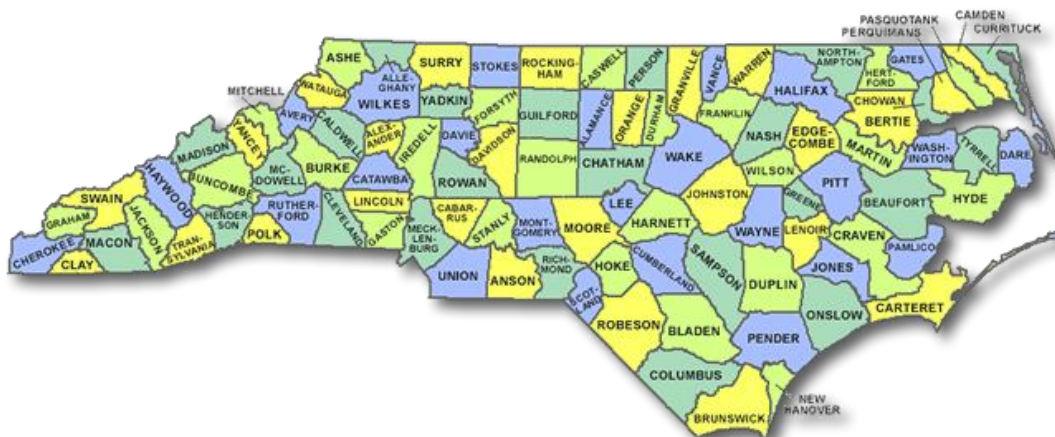 PASQUOTANK
CAMDEN
PERQUIMANS
CURRITUCK
ASHE
ALLE-
GHANY
SURRY
STOKES
ROCKING-
HAM
CASWELL
PERSON
GRANVILLE
VANCE
WARREN
NORTH-
AMPTON
GATES
HERT-
FORD
HALIFAX
CHOWAN
BERTIE
MITCHELL
WATAUGA
WILKES
YADKIN
FORSYTH
GUILFORD
LAMANCE
ORANGE
DURHAM
FRANKLIN
NASH
EDGE-
COMBE
MARTIN
WASH-
INGTON
TYRRELL
DARE
AVERY
CALDWELL
ALEX-
ANDER
IREDELL
DAVIE
DAVIDSON
RANDOLPH
CHATHAM
WAKE
WILSON
PITT
BEAUFORT
HYDE
YANCEY
MADISON
BURKE
CATAWBA
ROWAN
JOHNSTON
GREENE
HAYWOOD
BUNCOMBE
MC-
DOWELL
LINCOLN
CABAR-
RUS
STANLY
MONT-
GOMERY
MOORE
LEE
HARNETT
WAYNE
LENOIR
CRAVEN
PAMLICO
SWAIN
GRAHAM
JACKSON
HENDER-
SON
RUTHER-
FORD
CLEVELAND
GASTON
MECK-
LEN-
BURG
CHEROKEE
MACON
CLAY
TRAN-
SYLVANIA
POLK
UNION
ANSON
RICH-
MOND
SCOT-
LAND
HOKE
CUMBERLAND
SAMPSON
DUPLIN
JONES
ONSLOW
CARTERET
ROBESON
BLADEN
PENDER
COLUMBUS
BRUNSWICK
NEW
HANOVER